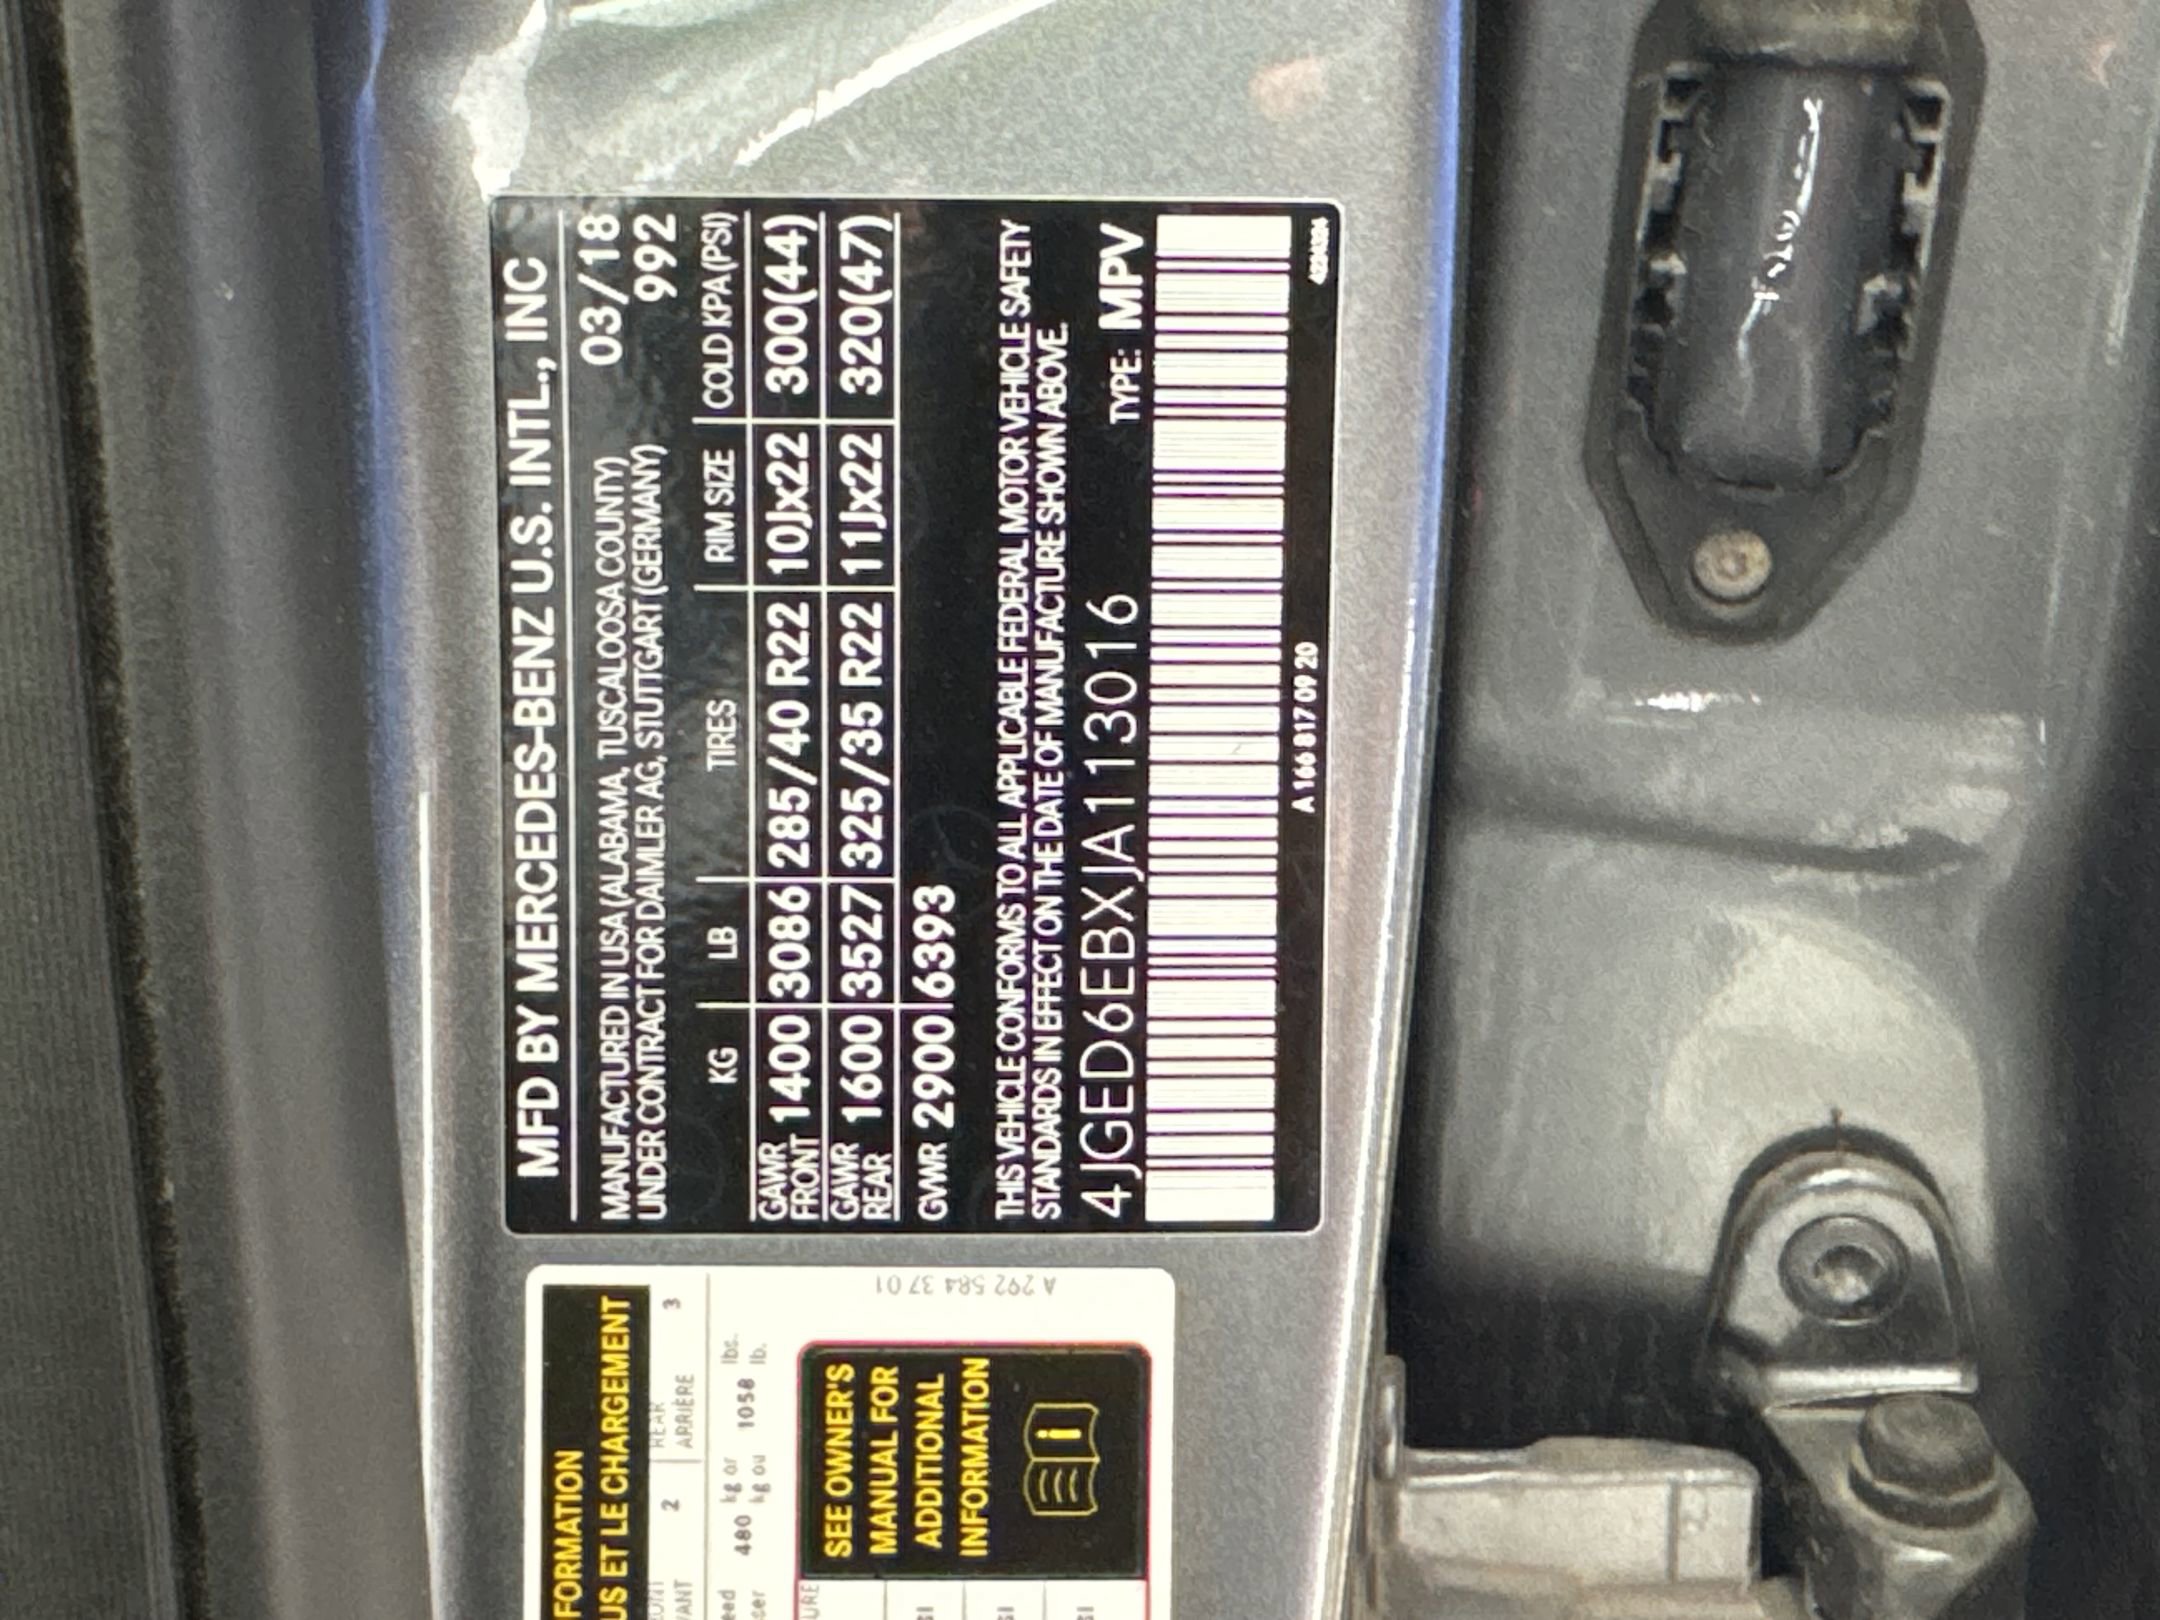 MFD BY MERCEDES-BENZ U.S. INTL., INC
MANUFACTURED IN USA (ALABAMA, TUSCALOOSA COUNTY) 03/18
UNDER CONTRACT FOR DAIMLER AG, STUTTGART (GERMANY) 992
KG LB TIRES RIM SIZE COLD KPA (PSI)
GAWR FRONT 1400 3086 285/40 R22 10Jx22 300(44)
GAWR REAR 1600 3527 325/35 R22 11Jx22 320(47)
GVWR 2900 6393
THIS VEHICLE CONFORMS TO ALL APPLICABLE FEDERAL MOTOR VEHICLE SAFETY
STANDARDS IN EFFECT ON THE DATE OF MANUFACTURE SHOWN ABOVE.
4JGED6EBXJA113016 TYPE: MPV
A 166 817 09 20
FORMATION
US ET LE CHARGEMENT
2 REAR 3
ARRIÈRE
480 kg or lbs.
kg ou 1058 lb.
A 292 584 37 01
SEE OWNER'S
MANUAL FOR
ADDITIONAL
INFORMATION
i